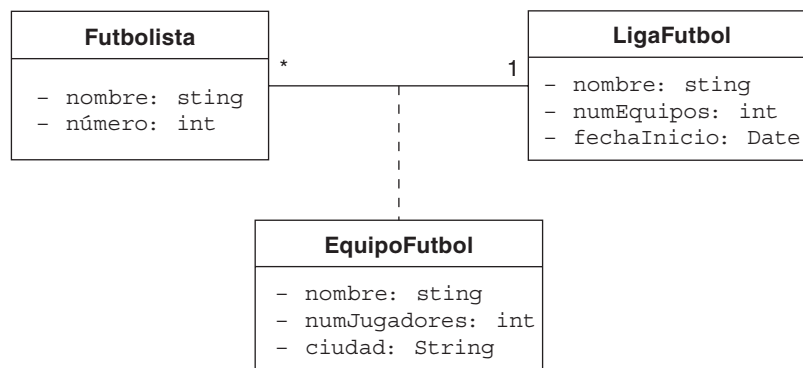 Futbolista
- nombre: sting
- número: int
* 1
LigaFutbol
- nombre: sting
- numEquipos: int
- fechaInicio: Date
EquipoFutbol
- nombre: sting
- numJugadores: int
- ciudad: String